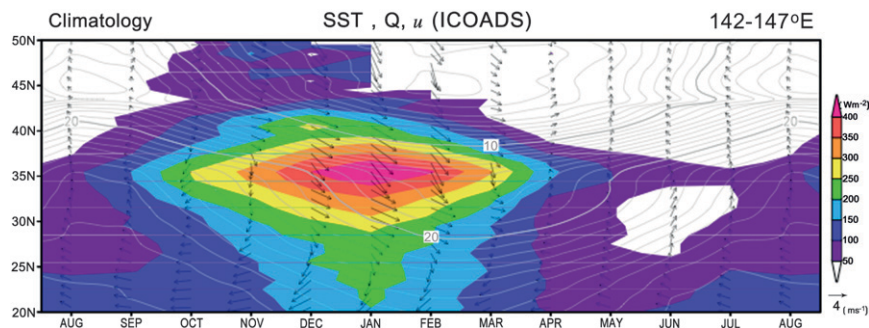 Climatology SST , Q, u (ICOADS) 142-147ºE
50N
45N
40N
35N
30N
25N
20N
20
10
20
20
Wm-2
400
350
300
250
200
150
100
50
4 ( ms-1)
AUG SEP OCT NOV DEC JAN FEB MAR APR MAY JUN JUL AUG